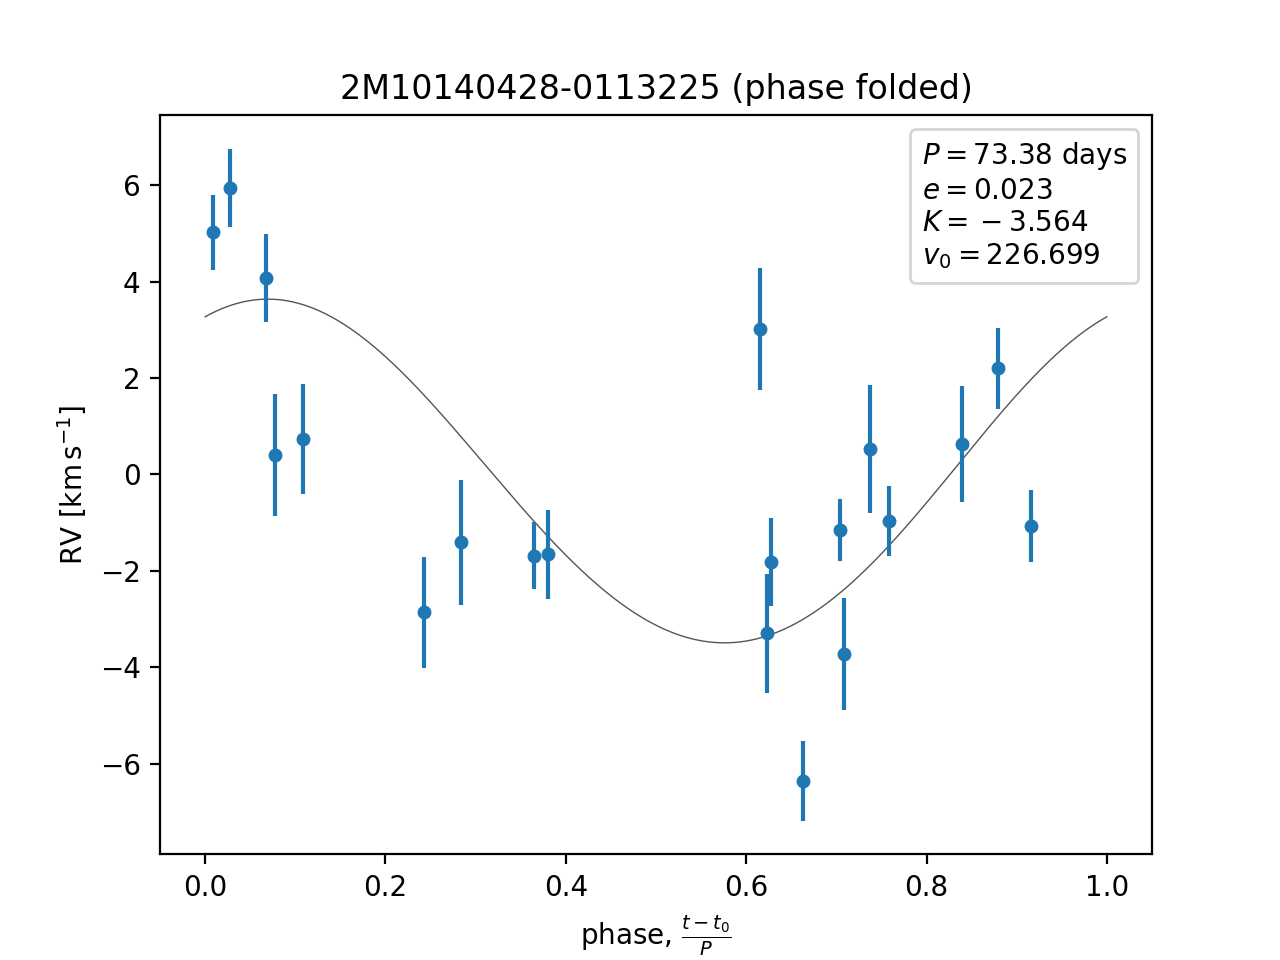 2M10140428-0113225 (phase folded)
P = 73.38 days
e = 0.023
K = −3.564
v₀ = 226.699
RV [km s⁻¹]
6
4
2
0
−2
−4
−6
0.0 0.2 0.4 0.6 0.8 1.0
phase, (t − t₀)/P